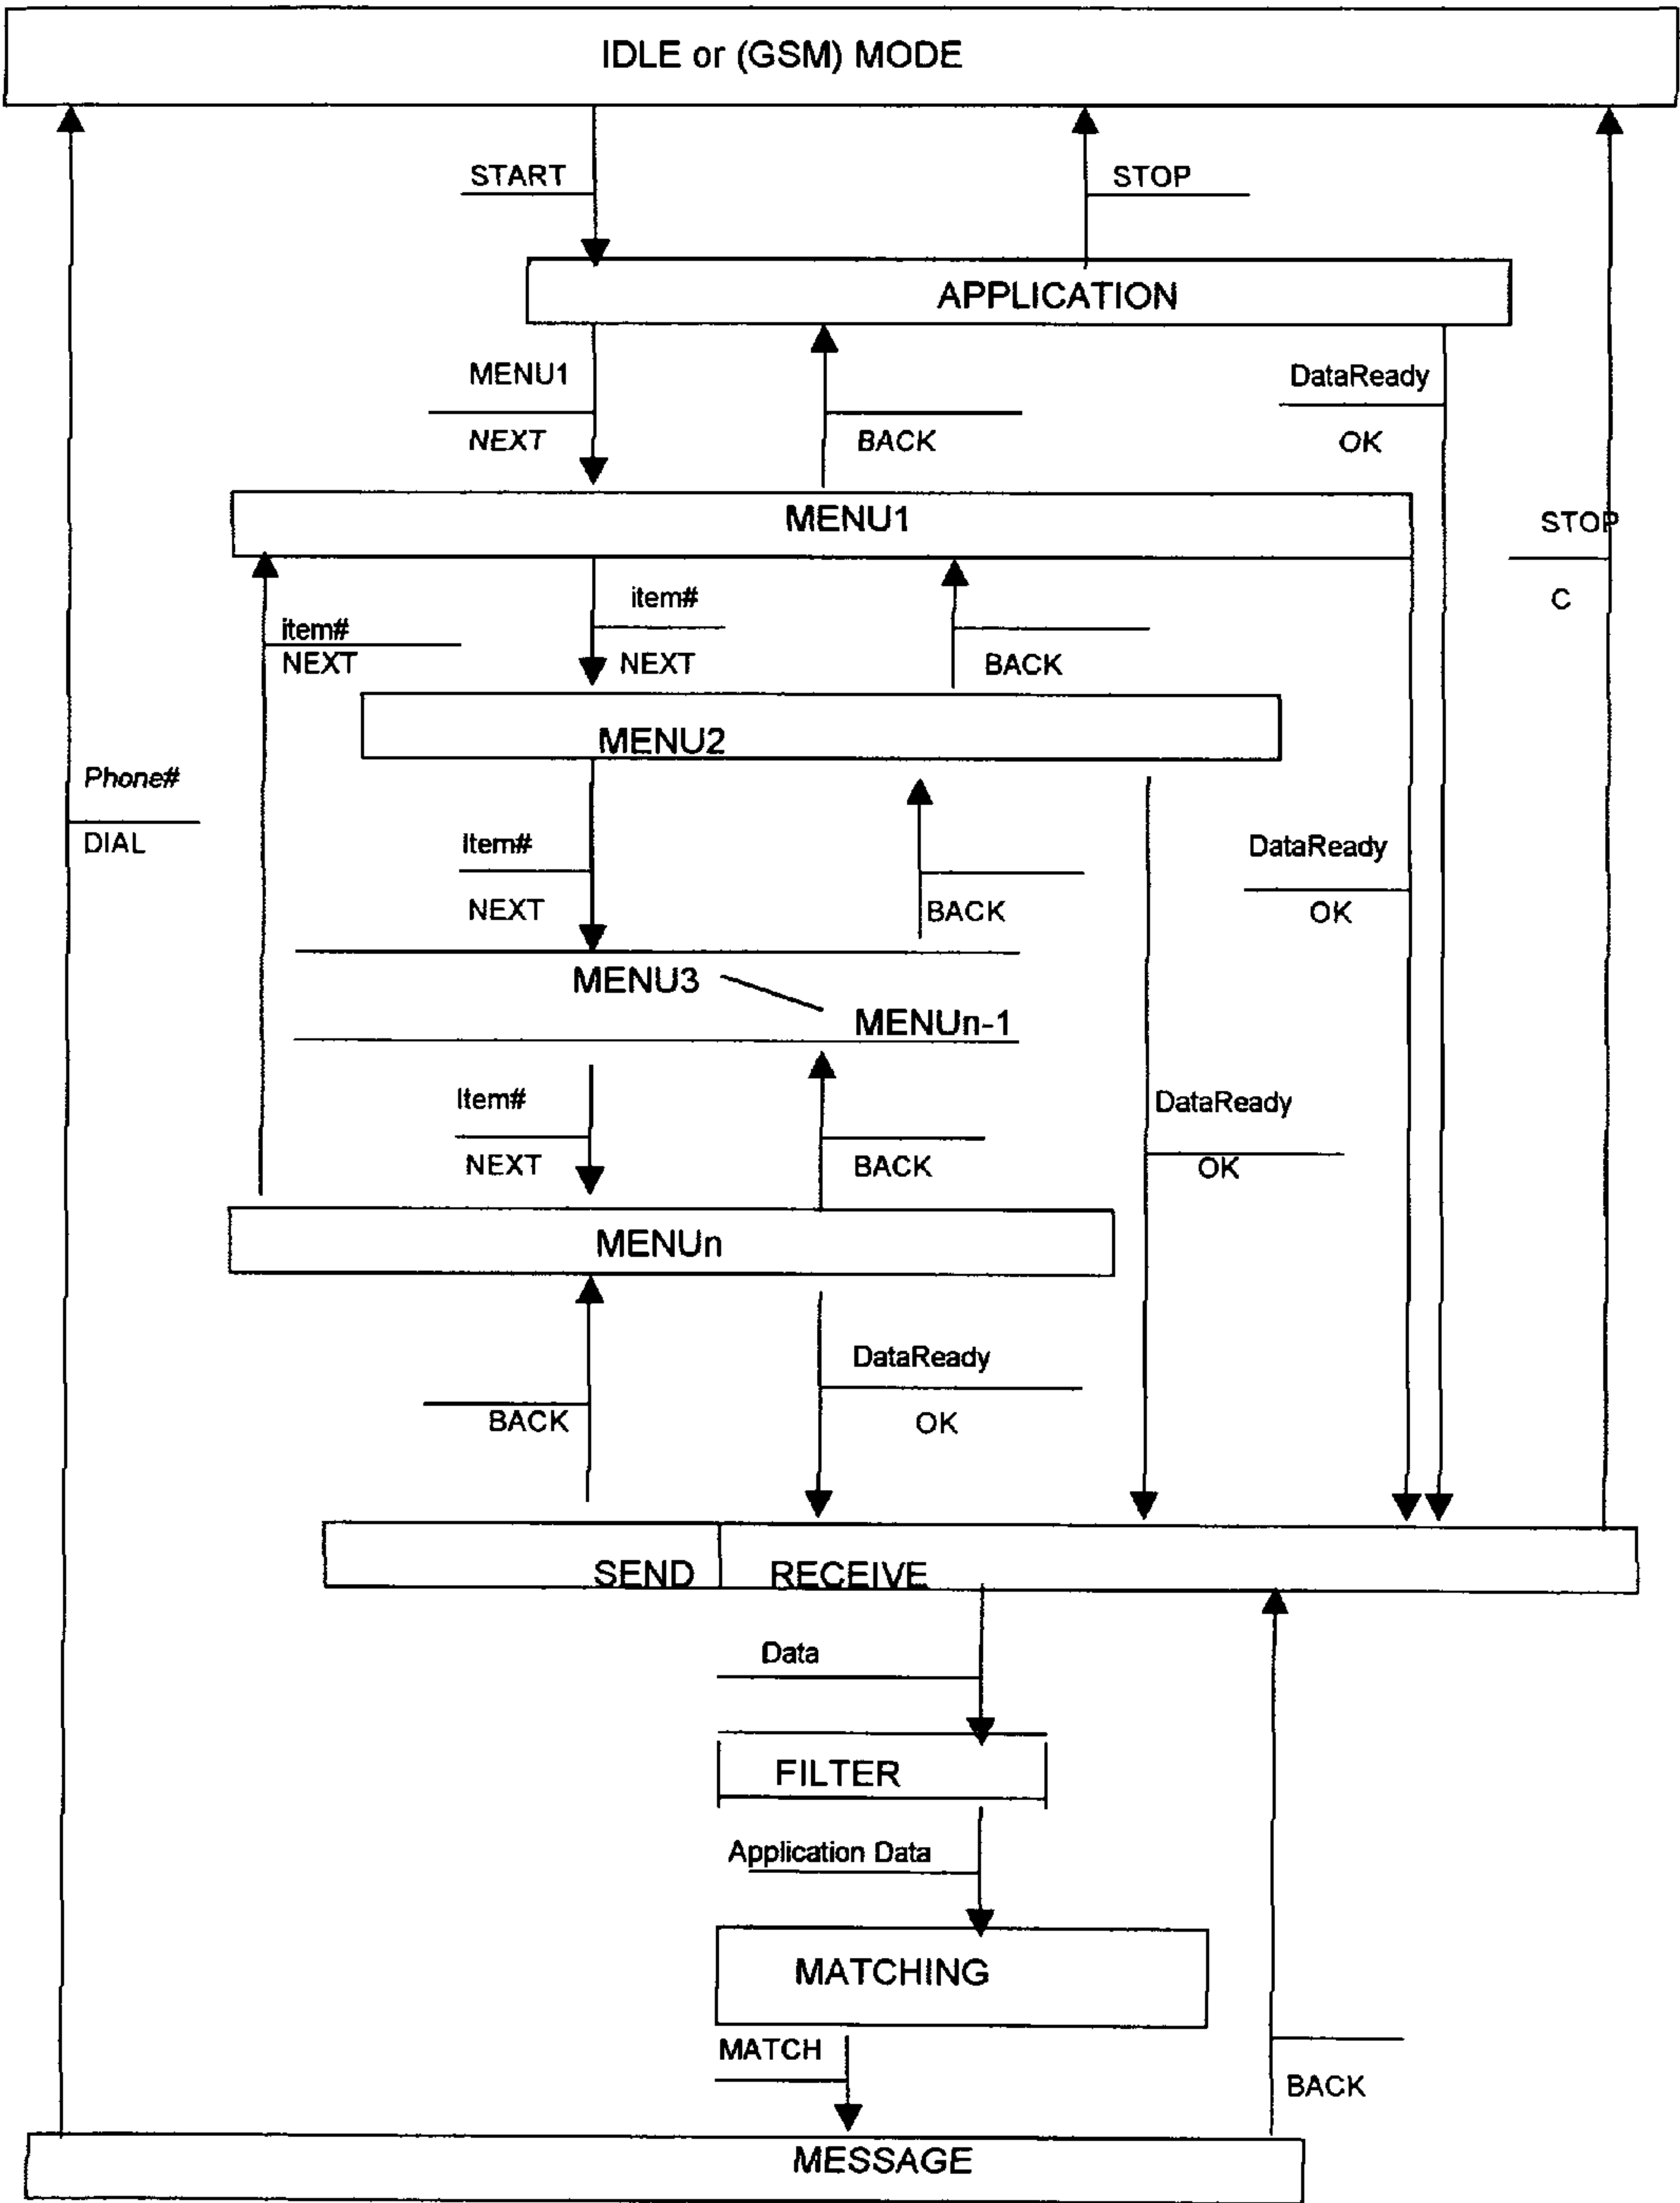 IDLE or (GSM) MODE
START
STOP
APPLICATION
MENU1
DataReady
NEXT
BACK
OK
MENU1
STOP
C
item#
item#
NEXT
NEXT
BACK
MENU2
Phone#
DIAL
Item#
DataReady
NEXT
BACK
OK
MENU3
MENUn-1
Item#
DataReady
NEXT
BACK
OK
MENUn
DataReady
BACK
OK
SEND RECEIVE
Data
FILTER
Application Data
MATCHING
MATCH
BACK
MESSAGE